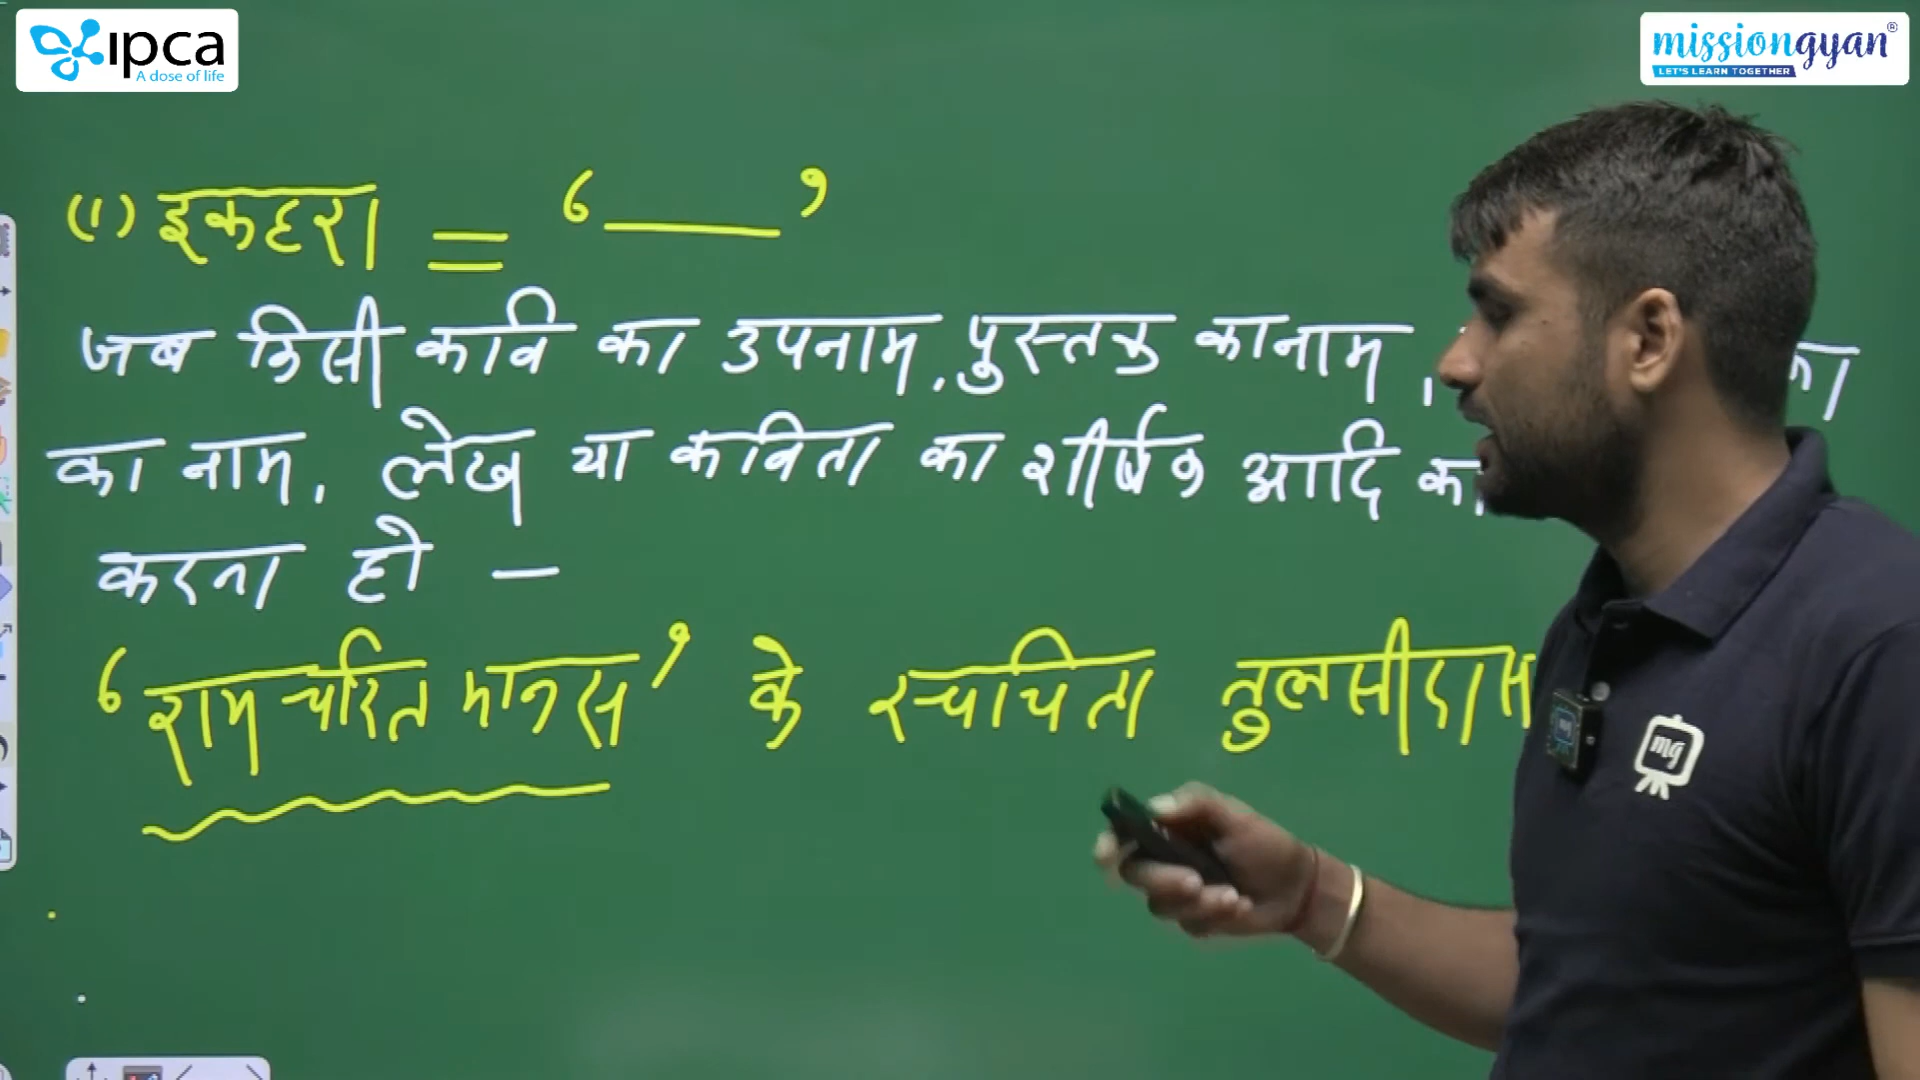 ipca
A dose of life
missiongyan®
LET'S LEARN TOGETHER
(1) इकहरा = ‘____’
जब किसी कवि का उपनाम, पुस्तक का नाम,
का नाम, लेख या कविता का शीर्षक आदि का
करना हो –
‘रामचरित मानस’ के रचयिता तुलसीदास
mg